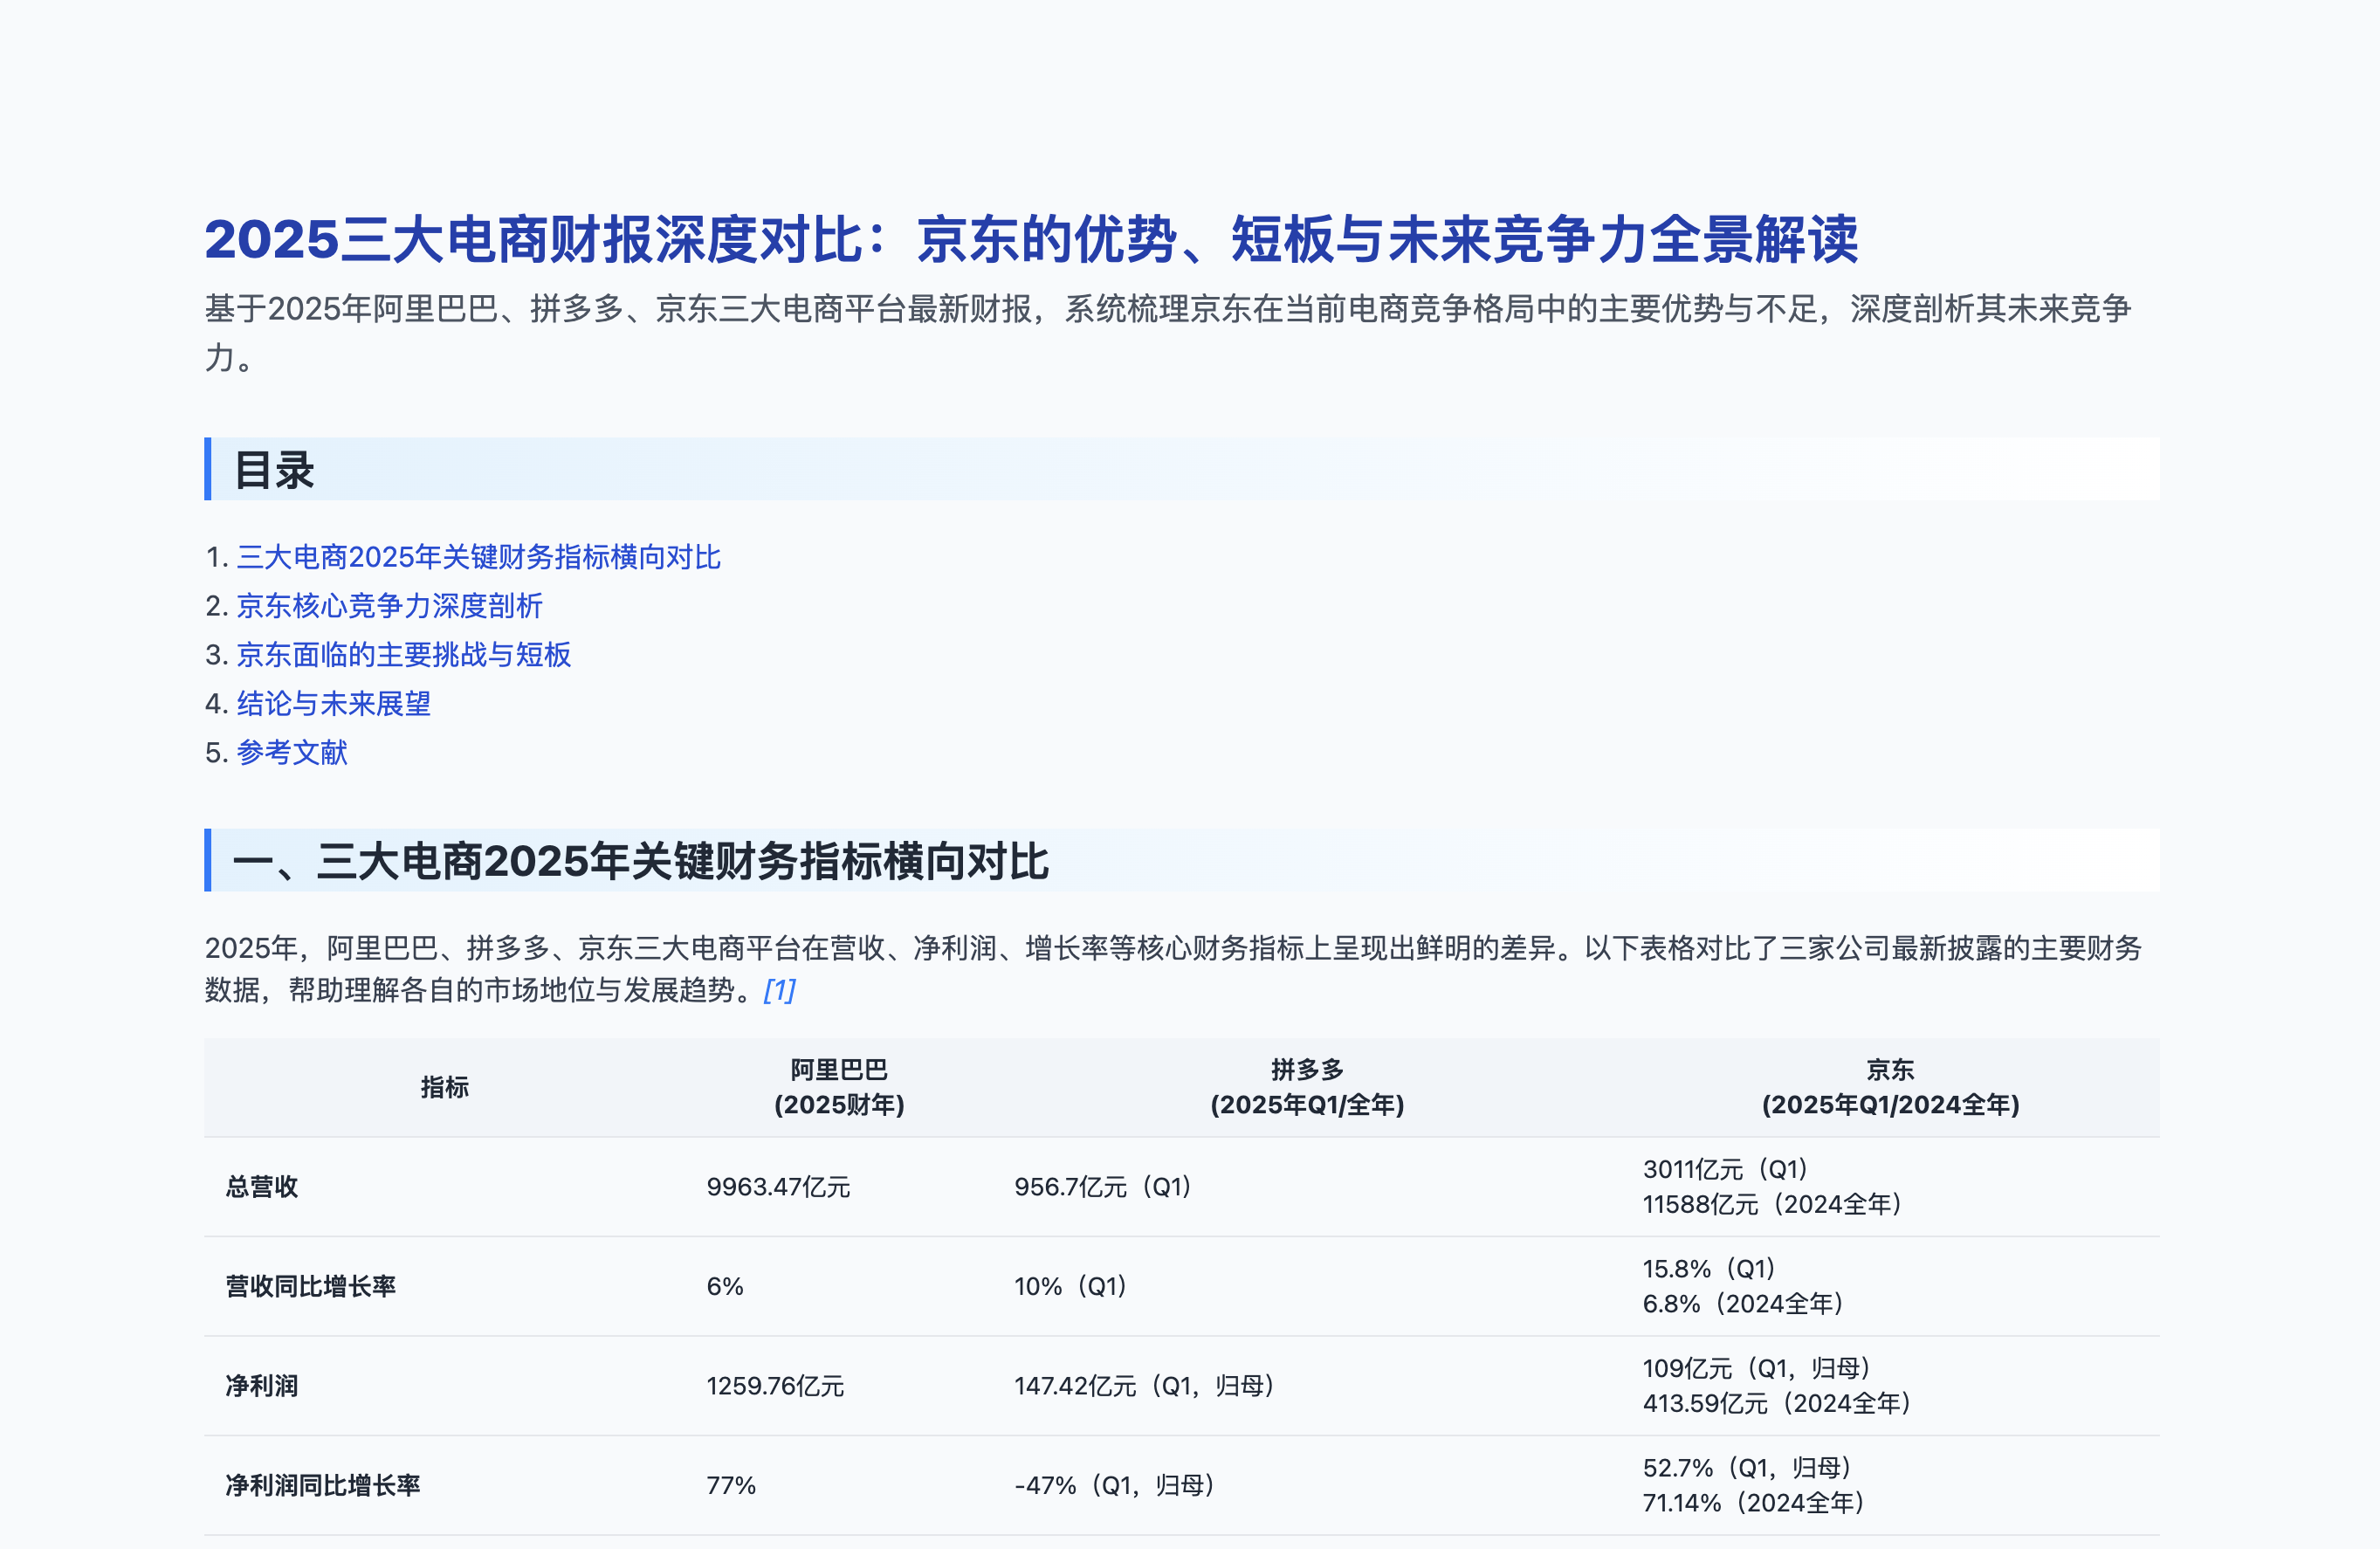 2025三大电商财报深度对比：京东的优势、短板与未来竞争力全景解读
基于2025年阿里巴巴、拼多多、京东三大电商平台最新财报，系统梳理京东在当前电商竞争格局中的主要优势与不足，深度剖析其未来竞争
力。
目录
1. 三大电商2025年关键财务指标横向对比
2. 京东核心竞争力深度剖析
3. 京东面临的主要挑战与短板
4. 结论与未来展望
5. 参考文献
一、三大电商2025年关键财务指标横向对比
2025年，阿里巴巴、拼多多、京东三大电商平台在营收、净利润、增长率等核心财务指标上呈现出鲜明的差异。以下表格对比了三家公司最新披露的主要财务
数据，帮助理解各自的市场地位与发展趋势。[1]
指标 阿里巴巴 拼多多 京东
(2025财年) (2025年Q1/全年) (2025年Q1/2024全年)
总营收 9963.47亿元 956.7亿元（Q1） 3011亿元（Q1）
11588亿元（2024全年）
营收同比增长率 6% 10%（Q1） 15.8%（Q1）
6.8%（2024全年）
净利润 1259.76亿元 147.42亿元（Q1，归母） 109亿元（Q1，归母）
413.59亿元（2024全年）
净利润同比增长率 77% -47%（Q1，归母） 52.7%（Q1，归母）
71.14%（2024全年）